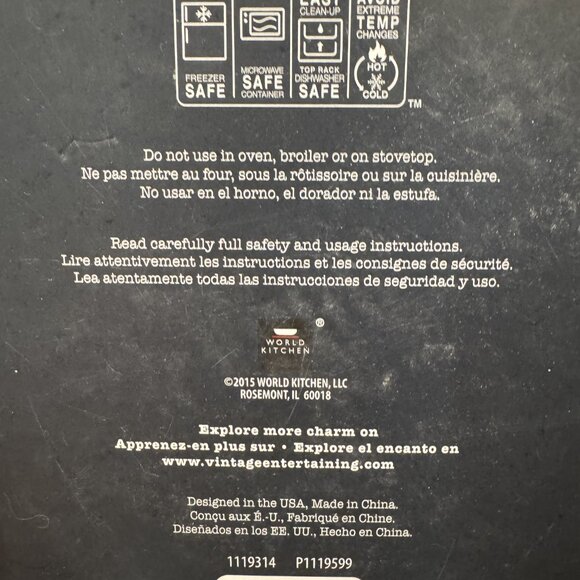 EASY
CLEAN-UP
AVOID
EXTREME
TEMP
CHANGES
FREEZER
SAFE
MICROWAVE
SAFE
CONTAINER
TOP RACK
DISHWASHER
SAFE
HOT
COLD
TM
Do not use in oven, broiler or on stovetop.
Ne pas mettre au four, sous la rôtissoire ou sur la cuisinière.
No usar en el horno, el dorador ni la estufa.
Read carefully full safety and usage instructions.
Lire attentivement les instructions et les consignes de sécurité.
Lea atentamente todas las instrucciones de seguridad y uso.
WORLD
KITCHEN
®
©2015 WORLD KITCHEN, LLC
ROSEMONT, IL 60018
Explore more charm on
Apprenez-en plus sur • Explore el encanto en
www.vintageentertaining.com
Designed in the USA, Made in China.
Conçu aux É.-U., Fabriqué en Chine.
Diseñados en los EE. UU., Hecho en China.
1119314 P1119599